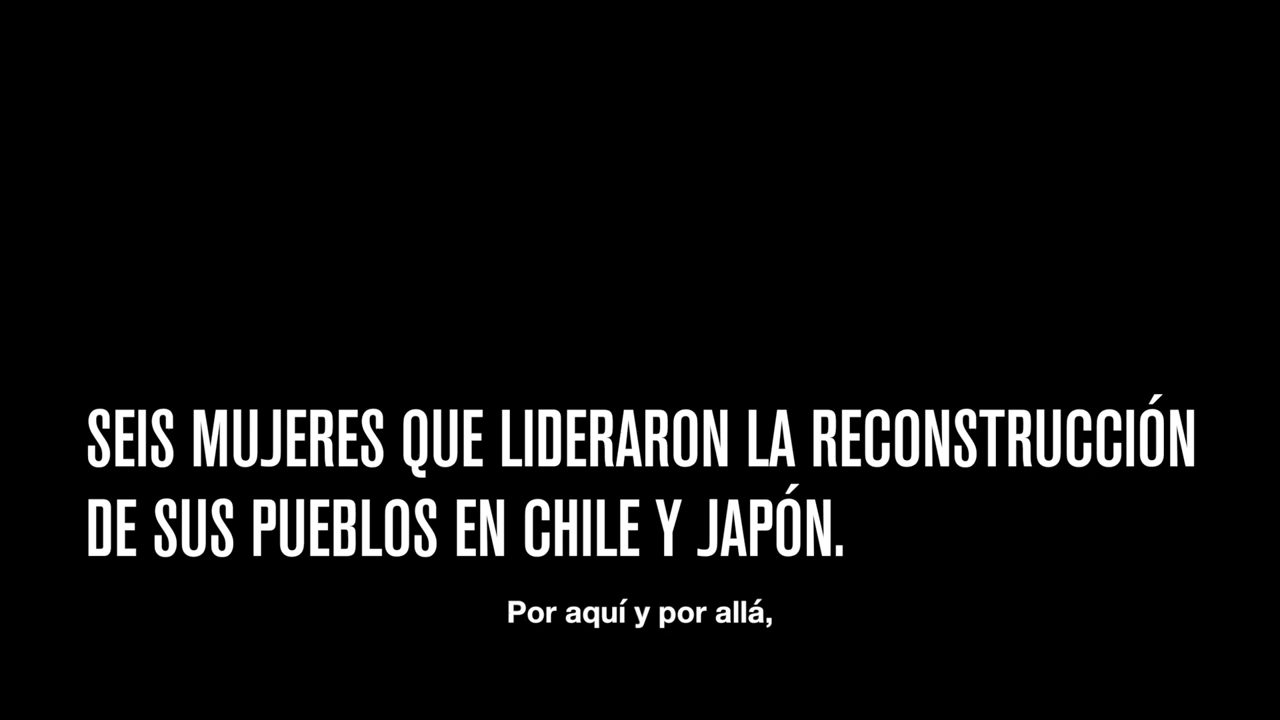 SEIS MUJERES QUE LIDERARON LA RECONSTRUCCIÓN
DE SUS PUEBLOS EN CHILE Y JAPÓN.
Por aquí y por allá,